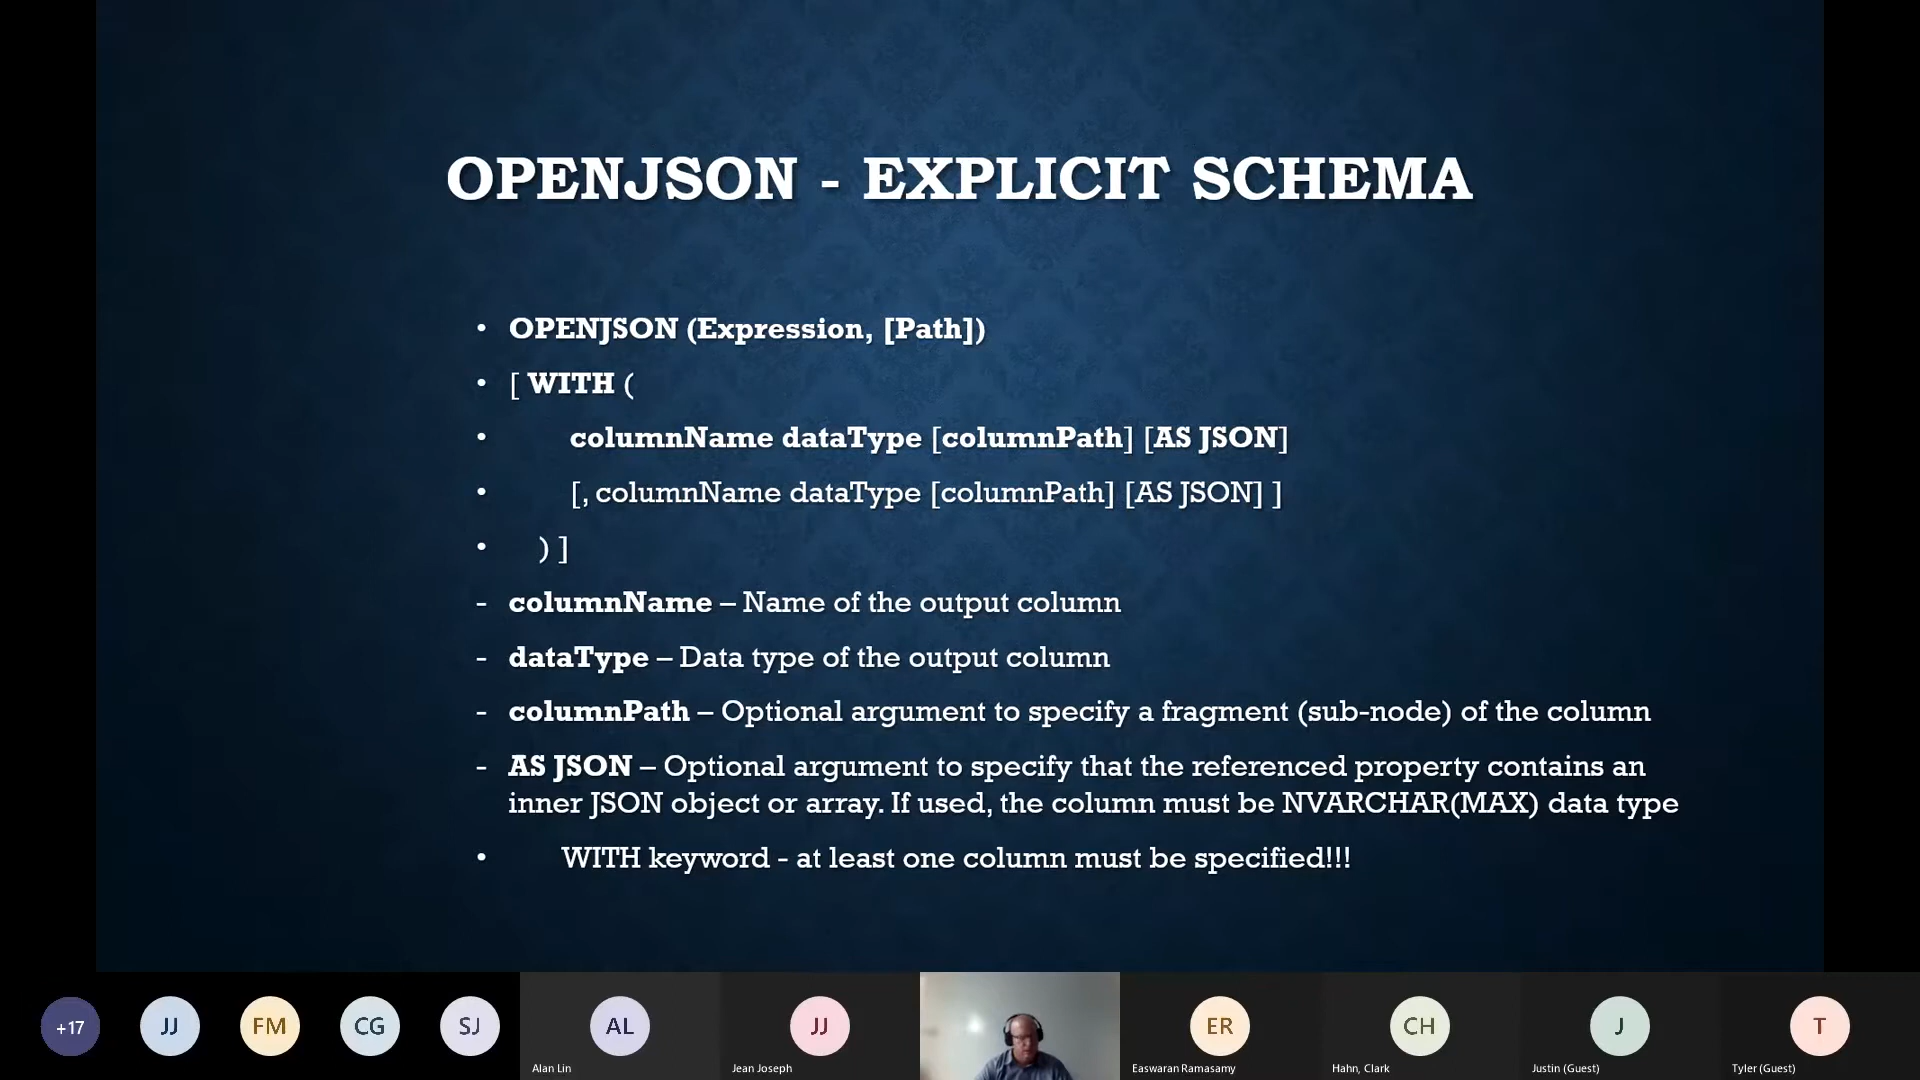 OPENJSON - EXPLICIT SCHEMA
• OPENJSON (Expression, [Path])
• [ WITH (
• columnName dataType [columnPath] [AS JSON]
• [, columnName dataType [columnPath] [AS JSON] ]
• ) ]
- columnName – Name of the output column
- dataType – Data type of the output column
- columnPath – Optional argument to specify a fragment (sub-node) of the column
- AS JSON – Optional argument to specify that the referenced property contains an
inner JSON object or array. If used, the column must be NVARCHAR(MAX) data type
• WITH keyword - at least one column must be specified!!!
+17
JJ
FM
CG
SJ
AL
JJ
ER
CH
J
T
Alan Lin
Jean Joseph
Easwaran Ramasamy
Hahn, Clark
Justin (Guest)
Tyler (Guest)